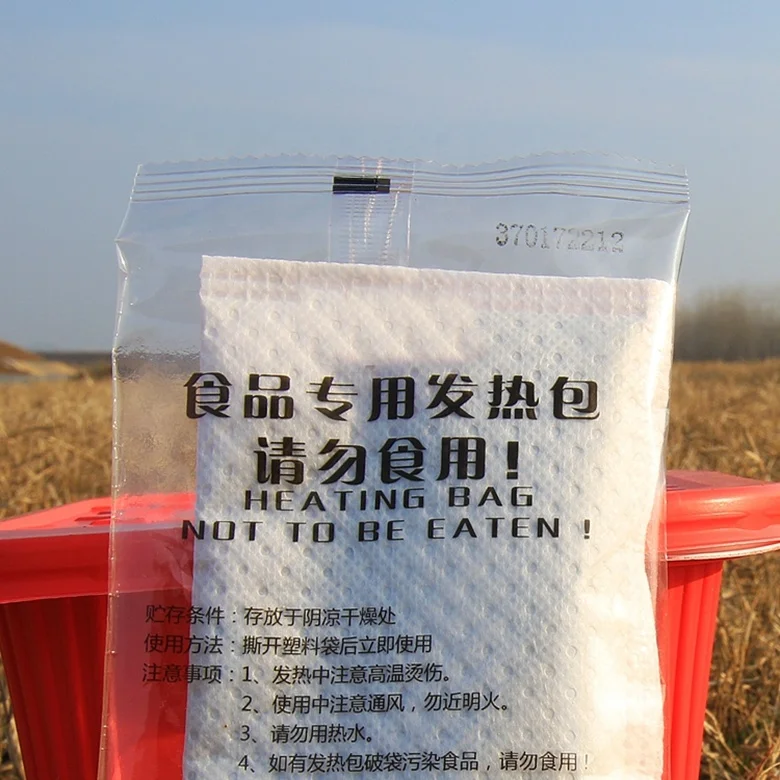 370172212
食品专用发热包
请勿食用！
HEATING BAG
NOT TO BE EATEN !
贮存条件：存放于阴凉干燥处
使用方法：撕开塑料袋后立即使用
注意事项：1、发热中注意高温烫伤。
2、使用中注意通风，勿近明火。
3、请勿用热水。
4、如有发热包破袋污染食品，请勿食用！